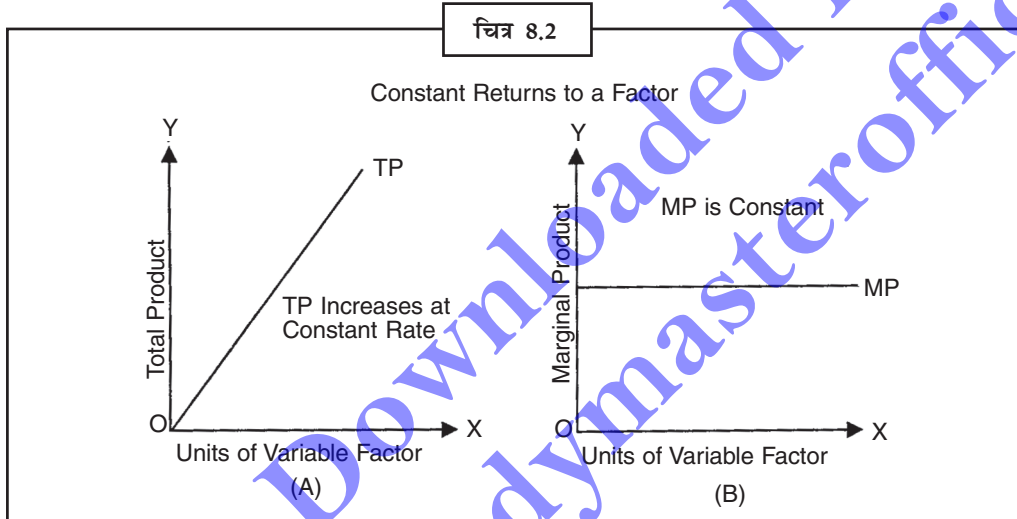 चित्र 8.2
Constant Returns to a Factor
Y
TP
Total Product
TP Increases at
Constant Rate
O
X
Units of Variable Factor
(A)
Y
MP is Constant
Marginal Product
MP
O
X
Units of Variable Factor
(B)
Downloaded